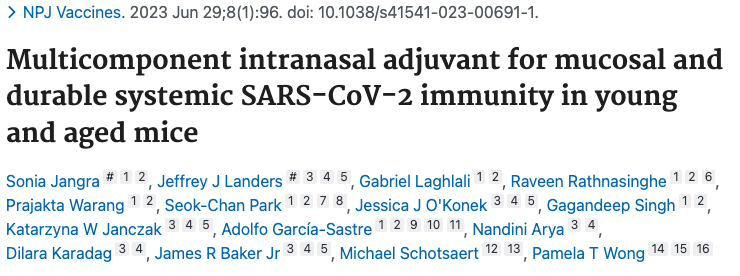 > NPJ Vaccines. 2023 Jun 29;8(1):96. doi: 10.1038/s41541-023-00691-1.
Multicomponent intranasal adjuvant for mucosal and
durable systemic SARS-CoV-2 immunity in young
and aged mice
Sonia Jangra # 1 2, Jeffrey J Landers # 3 4 5, Gabriel Laghlali 1 2, Raveen Rathnasinghe 1 2 6,
Prajakta Warang 1 2, Seok-Chan Park 1 2 7 8, Jessica J O'Konek 3 4 5, Gagandeep Singh 1 2,
Katarzyna W Janczak 3 4 5, Adolfo García-Sastre 1 2 9 10 11, Nandini Arya 3 4,
Dilara Karadag 3 4, James R Baker Jr 3 4 5, Michael Schotsaert 12 13, Pamela T Wong 14 15 16